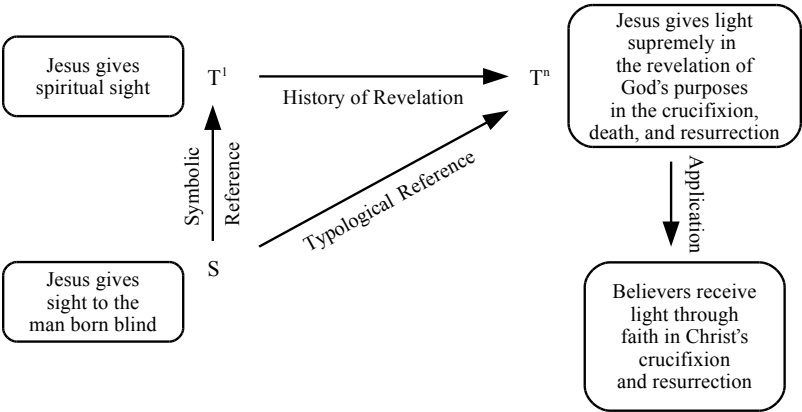 Jesus gives
spiritual sight
T¹
History of Revelation
Tⁿ
Jesus gives light
supremely in
the revelation of
God's purposes
in the crucifixion,
death, and resurrection
Symbolic
Reference
Typological Reference
Application
S
Jesus gives
sight to the
man born blind
Believers receive
light through
faith in Christ's
crucifixion
and resurrection